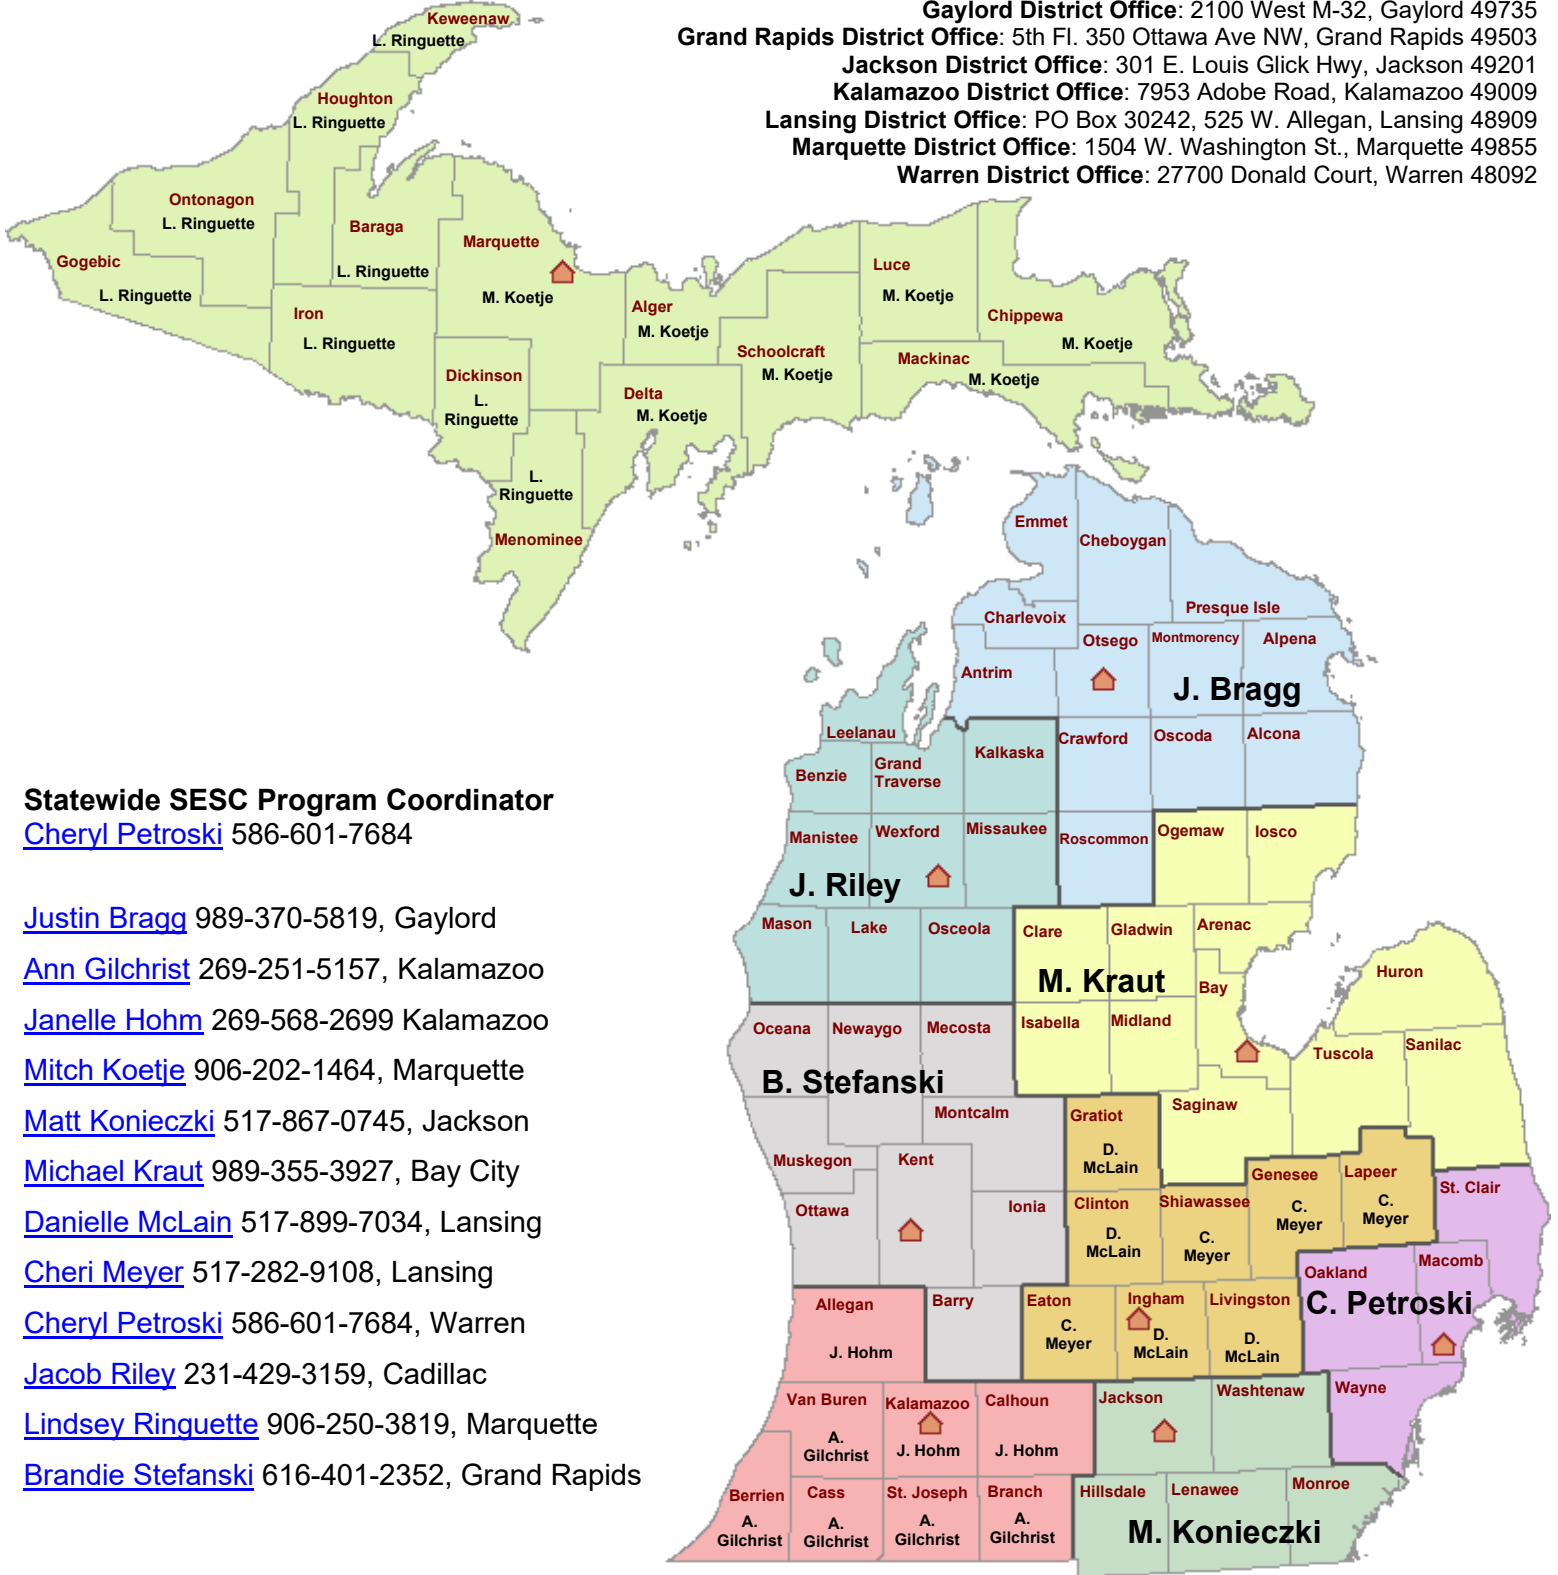 Gaylord District Office: 2100 West M-32, Gaylord 49735
Grand Rapids District Office: 5th Fl. 350 Ottawa Ave NW, Grand Rapids 49503
Jackson District Office: 301 E. Louis Glick Hwy, Jackson 49201
Kalamazoo District Office: 7953 Adobe Road, Kalamazoo 49009
Lansing District Office: PO Box 30242, 525 W. Allegan, Lansing 48909
Marquette District Office: 1504 W. Washington St., Marquette 49855
Warren District Office: 27700 Donald Court, Warren 48092
Keweenaw
L. Ringuette
Houghton
L. Ringuette
Ontonagon
L. Ringuette
Baraga
L. Ringuette
Gogebic
L. Ringuette
Iron
L. Ringuette
Marquette
M. Koetje
Dickinson
L.
Ringuette
L.
Ringuette
Menominee
Alger
M. Koetje
Delta
M. Koetje
Schoolcraft
M. Koetje
Luce
M. Koetje
Chippewa
M. Koetje
Mackinac
M. Koetje
Emmet
Cheboygan
Presque Isle
Charlevoix
Otsego
Montmorency
Alpena
Antrim
J. Bragg
Crawford
Oscoda
Alcona
Roscommon
Leelanau
Benzie
Grand
Traverse
Kalkaska
Manistee
Wexford
Missaukee
J. Riley
Mason
Lake
Osceola
Ogemaw
Iosco
Clare
Gladwin
Arenac
M. Kraut
Bay
Huron
Isabella
Midland
Tuscola
Sanilac
Saginaw
Oceana
Newaygo
Mecosta
B. Stefanski
Montcalm
Muskegon
Kent
Ottawa
Ionia
Barry
Gratiot
D.
McLain
Clinton
D.
McLain
Shiawassee
C.
Meyer
Genesee
C.
Meyer
Lapeer
C.
Meyer
Eaton
C.
Meyer
Ingham
D.
McLain
Livingston
D.
McLain
St. Clair
Macomb
Oakland
C. Petroski
Wayne
Allegan
J. Hohm
Van Buren
A.
Gilchrist
Kalamazoo
J. Hohm
Calhoun
J. Hohm
Berrien
A.
Gilchrist
Cass
A.
Gilchrist
St. Joseph
A.
Gilchrist
Branch
A.
Gilchrist
Jackson
Washtenaw
Hillsdale
Lenawee
Monroe
M. Konieczki
Statewide SESC Program Coordinator
Cheryl Petroski 586-601-7684
Justin Bragg 989-370-5819, Gaylord
Ann Gilchrist 269-251-5157, Kalamazoo
Janelle Hohm 269-568-2699 Kalamazoo
Mitch Koetje 906-202-1464, Marquette
Matt Konieczki 517-867-0745, Jackson
Michael Kraut 989-355-3927, Bay City
Danielle McLain 517-899-7034, Lansing
Cheri Meyer 517-282-9108, Lansing
Cheryl Petroski 586-601-7684, Warren
Jacob Riley 231-429-3159, Cadillac
Lindsey Ringuette 906-250-3819, Marquette
Brandie Stefanski 616-401-2352, Grand Rapids